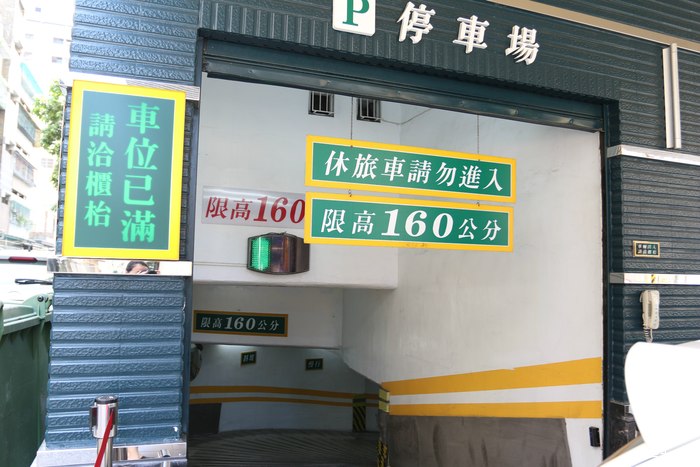 P 停車場
車位已滿
請洽櫃枱
休旅車請勿進入
限高160公分
限高160
限高160公分